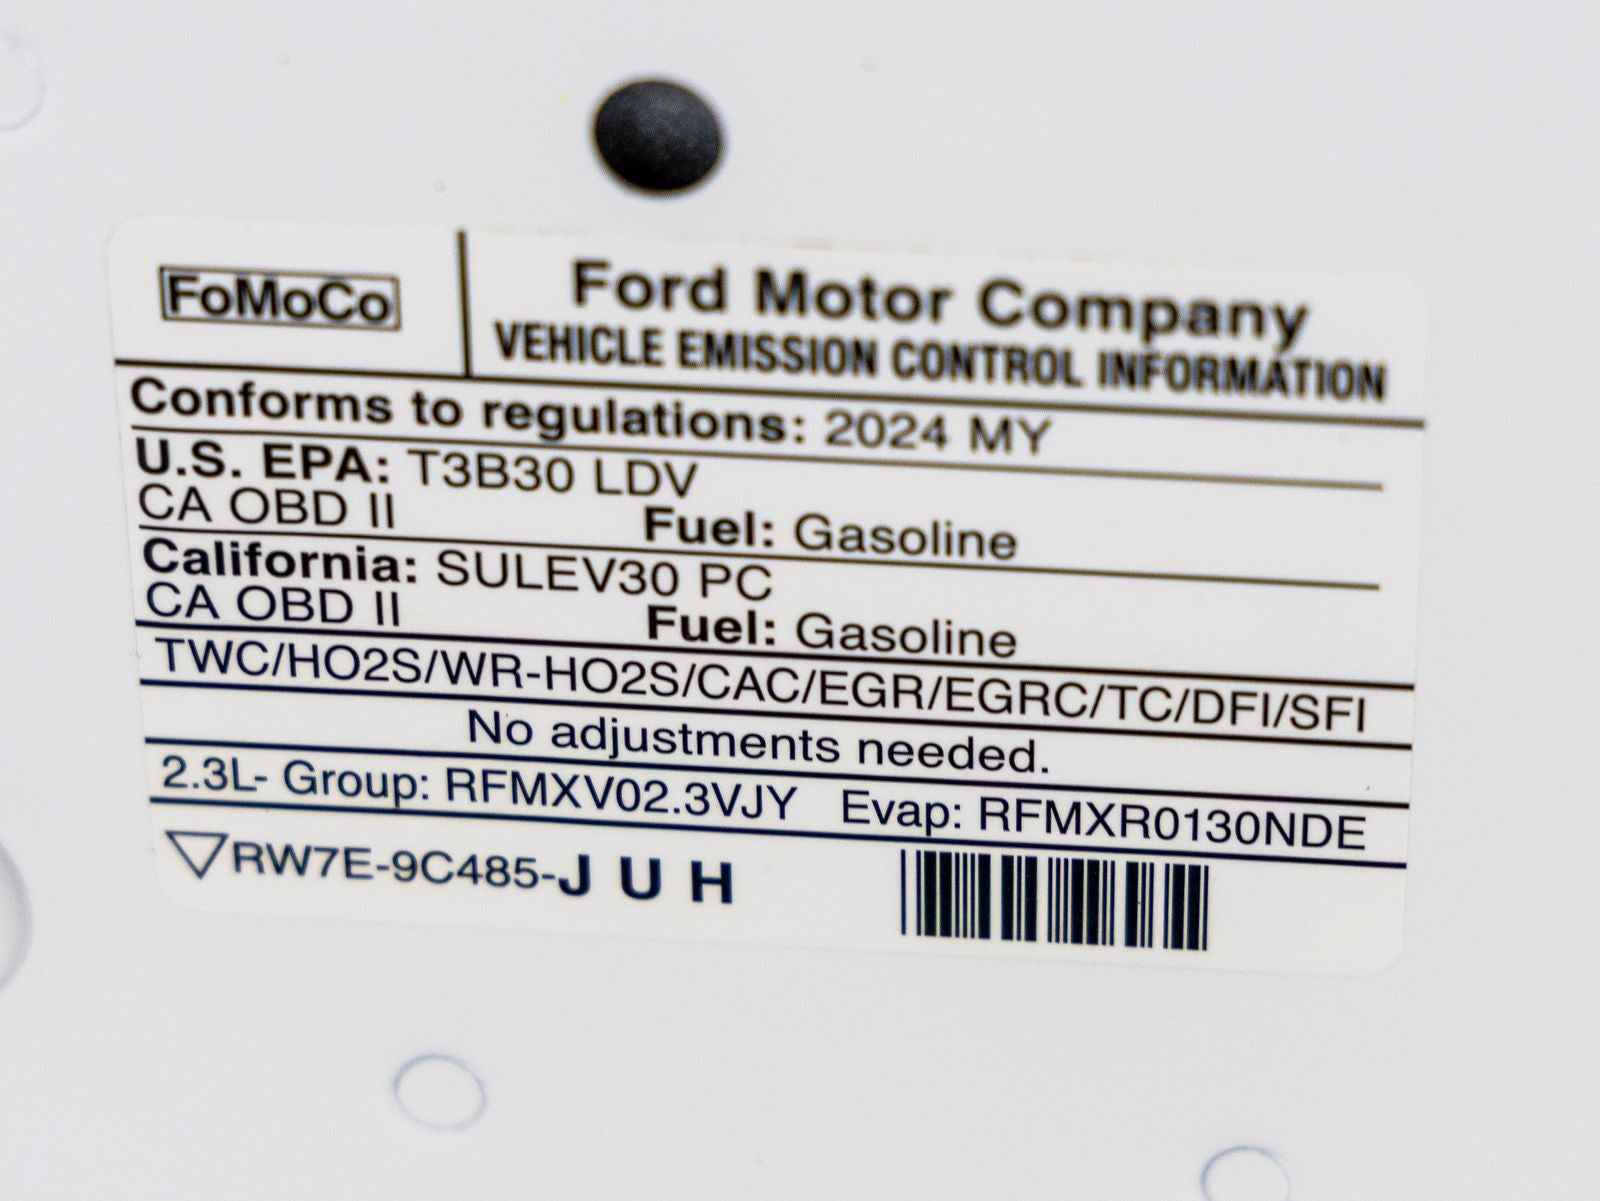 FoMoCo
Ford Motor Company
VEHICLE EMISSION CONTROL INFORMATION
Conforms to regulations: 2024 MY
U.S. EPA: T3B30 LDV
CA OBD II Fuel: Gasoline
California: SULEV30 PC
CA OBD II Fuel: Gasoline
TWC/HO2S/WR-HO2S/CAC/EGR/EGRC/TC/DFI/SFI
No adjustments needed.
2.3L- Group: RFMXV02.3VJY Evap: RFMXR0130NDE
RW7E-9C485-J U H